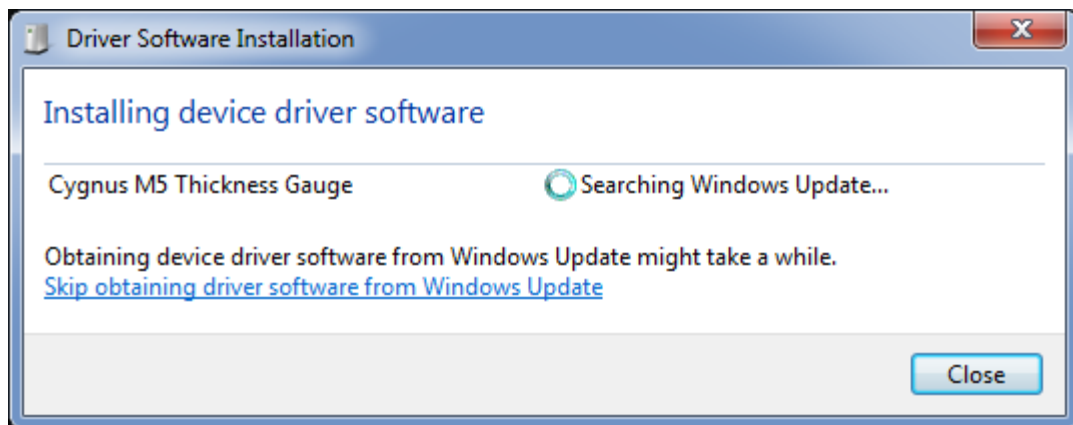 Driver Software Installation
Installing device driver software
Cygnus M5 Thickness Gauge Searching Windows Update...
Obtaining device driver software from Windows Update might take a while.
Skip obtaining driver software from Windows Update
Close